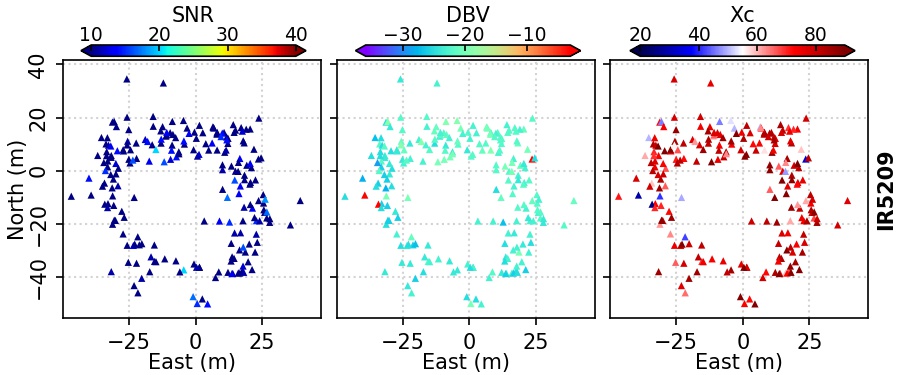 SNR DBV Xc
10 20 30 40 −30 −20 −10 20 40 60 80
40
20
0
−20
−40
North (m)
IR5209
−25 0 25 −25 0 25 −25 0 25
East (m) East (m) East (m)